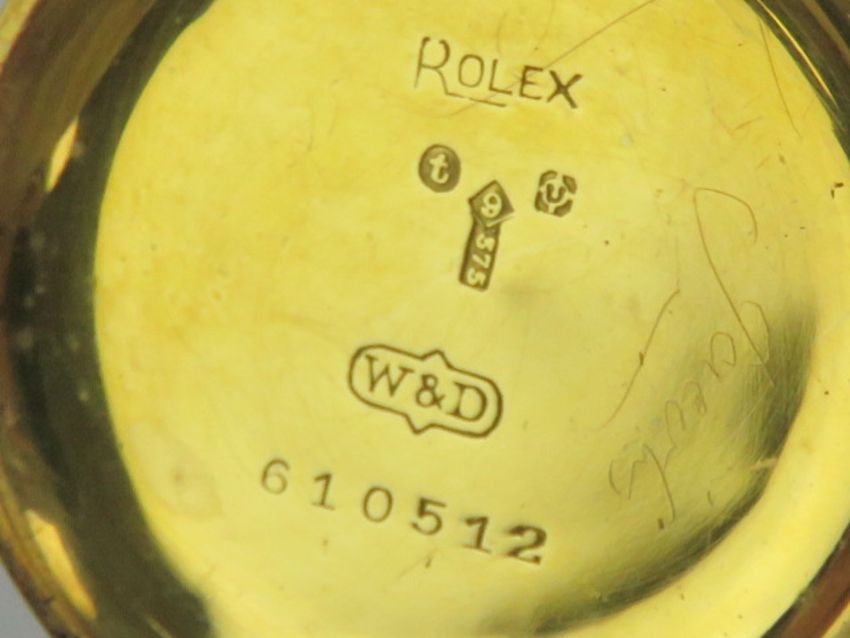 ROLEX
t
U
9
.375
W&D
610512